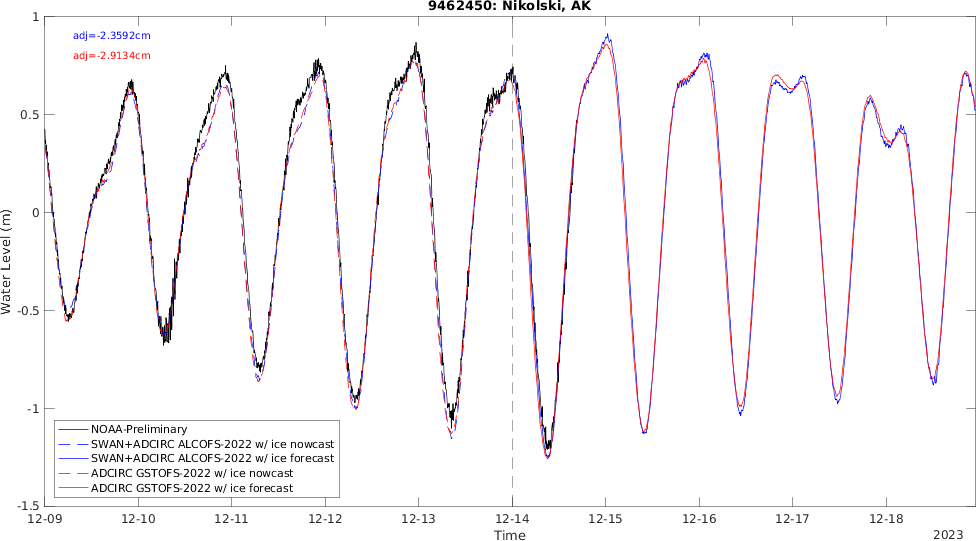 9462450: Nikolski, AK
adj=-2.3592cm
adj=-2.9134cm
1
0.5
0
-0.5
-1
-1.5
Water Level (m)
NOAA-Preliminary
SWAN+ADCIRC ALCOFS-2022 w/ ice nowcast
SWAN+ADCIRC ALCOFS-2022 w/ ice forecast
ADCIRC GSTOFS-2022 w/ ice nowcast
ADCIRC GSTOFS-2022 w/ ice forecast
12-09 12-10 12-11 12-12 12-13 12-14 12-15 12-16 12-17 12-18
Time
2023